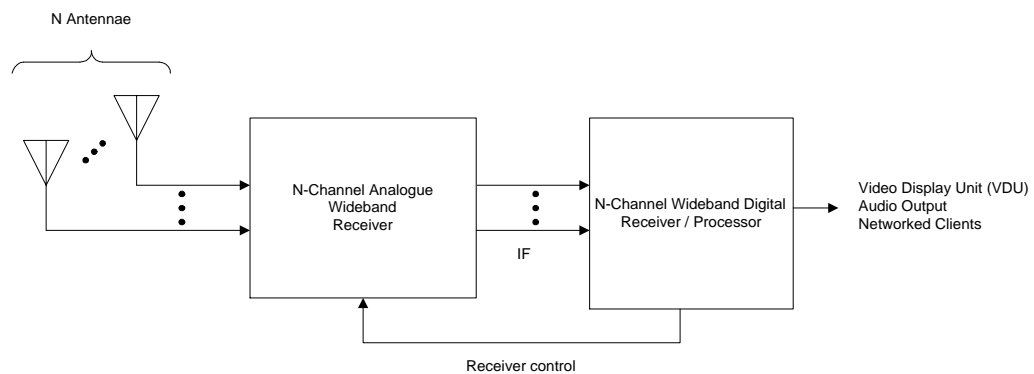 N Antennae
N-Channel Analogue
Wideband
Receiver
N-Channel Wideband Digital
Receiver / Processor
Video Display Unit (VDU)
Audio Output
Networked Clients
IF
Receiver control